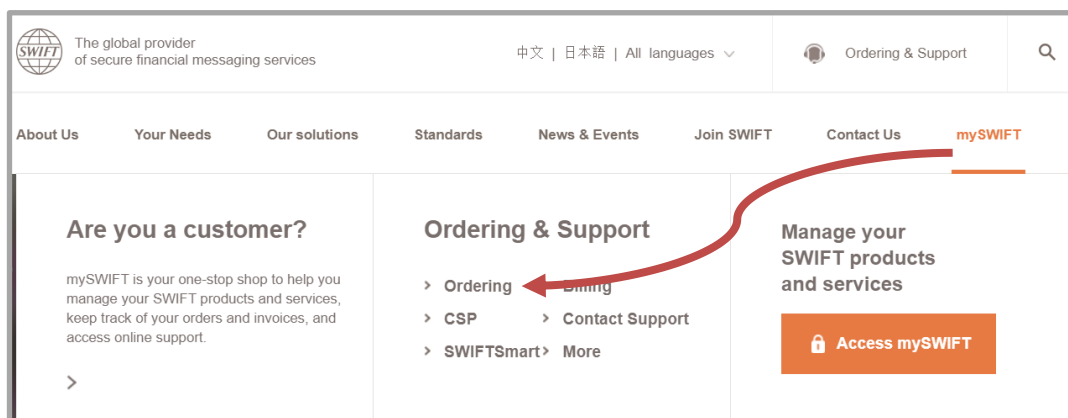 SWIFT
The global provider
of secure financial messaging services
中文 | 日本語 | All languages
Ordering & Support
About Us
Your Needs
Our solutions
Standards
News & Events
Join SWIFT
Contact Us
mySWIFT
Are you a customer?
mySWIFT is your one-stop shop to help you
manage your SWIFT products and services,
keep track of your orders and invoices, and
access online support.
Ordering & Support
Ordering
Billing
CSP
Contact Support
SWIFTSmart
More
Manage your
SWIFT products
and services
Access mySWIFT